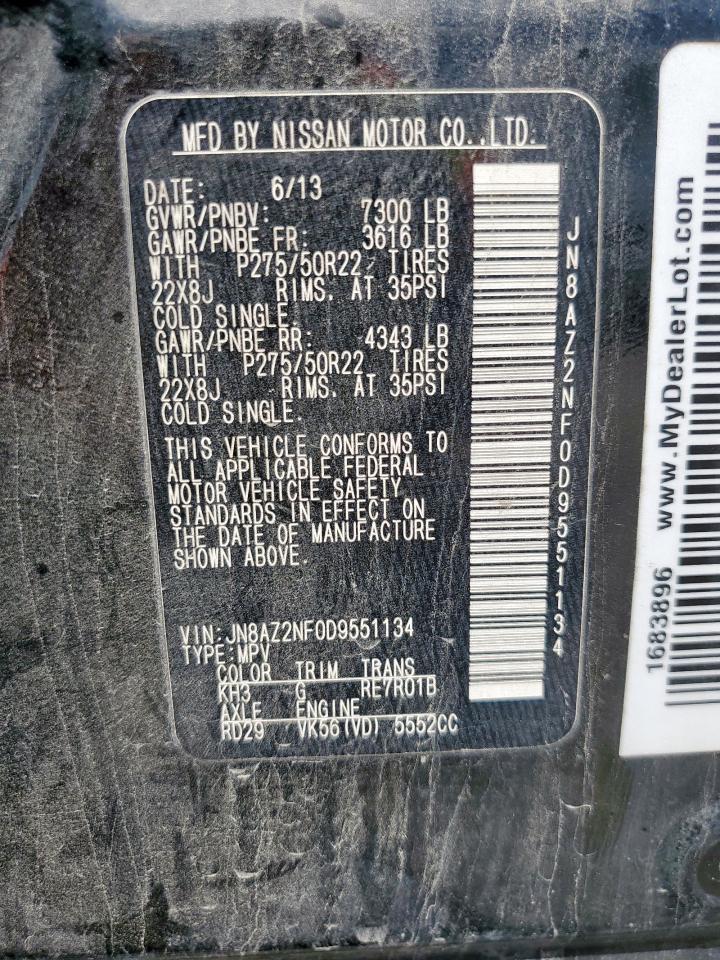 MFD BY NISSAN MOTOR CO.,LTD.
DATE: 6/13
GVWR/PNBV: 7300 LB
GAWR/PNBE FR: 3616 LB
WITH P275/50R22 TIRES
22X8J RIMS. AT 35PSI
COLD SINGLE.
GAWR/PNBE RR: 4343 LB
WITH P275/50R22 TIRES
22X8J RIMS. AT 35PSI
COLD SINGLE.
THIS VEHICLE CONFORMS TO
ALL APPLICABLE FEDERAL
MOTOR VEHICLE SAFETY
STANDARDS IN EFFECT ON
THE DATE OF MANUFACTURE
SHOWN ABOVE.
VIN:JN8AZ2NF0D9551134
TYPE:MPV
COLOR TRIM TRANS
KH3 G RE7R01B
AXLE ENGINE
RD29 VK56(VD) 5552CC
JN8AZ2NF0D9551134
1683896 www.MyDealerLot.com